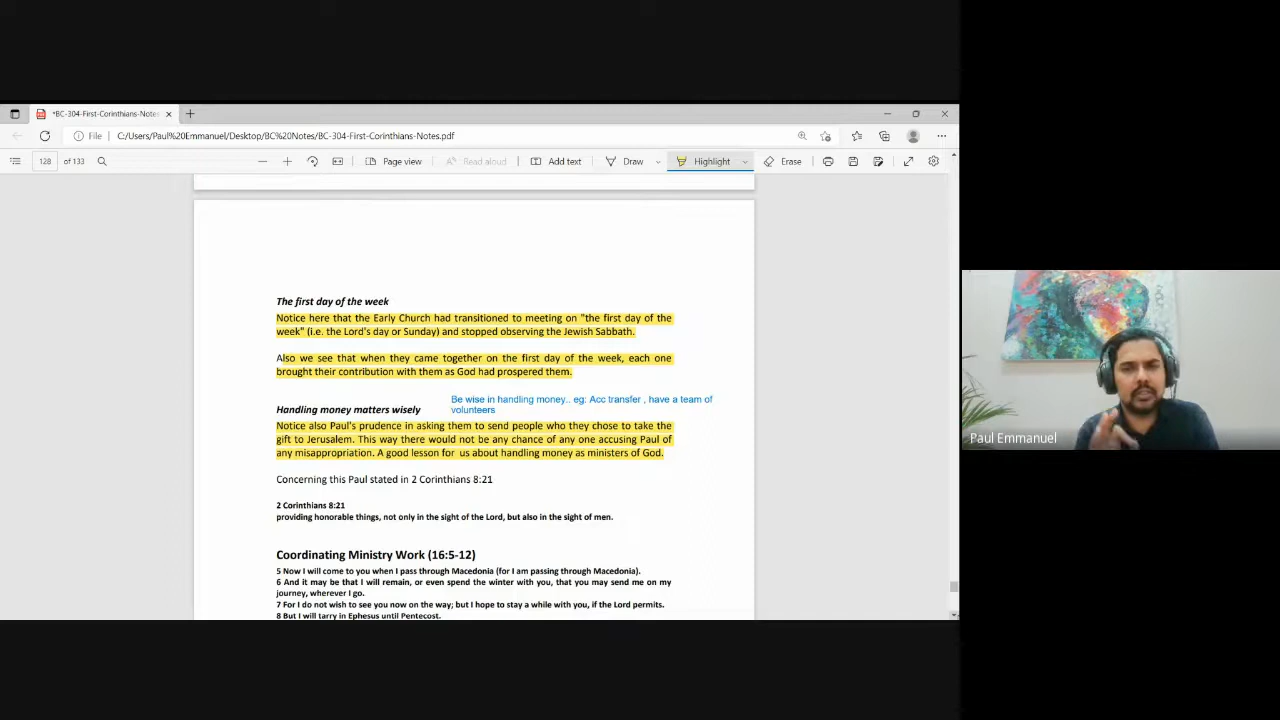 *BC-304-First-Corinthians-Notes
File
C:/Users/Paul%20Emmanuel/Desktop/BC%20Notes/BC-304-First-Corinthians-Notes.pdf
128 of 133
Page view
Read aloud
Add text
Draw
Highlight
Erase
The first day of the week
Notice here that the Early Church had transitioned to meeting on "the first day of the
week" (i.e. the Lord's day or Sunday) and stopped observing the Jewish Sabbath.
Also we see that when they came together on the first day of the week, each one
brought their contribution with them as God had prospered them.
Be wise in handling money.. eg: Acc transfer , have a team of
volunteers
Handling money matters wisely
Notice also Paul's prudence in asking them to send people who they chose to take the
gift to Jerusalem. This way there would not be any chance of any one accusing Paul of
any misappropriation. A good lesson for us about handling money as ministers of God.
Concerning this Paul stated in 2 Corinthians 8:21
2 Corinthians 8:21
providing honorable things, not only in the sight of the Lord, but also in the sight of men.
Coordinating Ministry Work (16:5-12)
5 Now I will come to you when I pass through Macedonia (for I am passing through Macedonia).
6 And it may be that I will remain, or even spend the winter with you, that you may send me on my
journey, wherever I go.
7 For I do not wish to see you now on the way; but I hope to stay a while with you, if the Lord permits.
8 But I will tarry in Ephesus until Pentecost.
Paul Emmanuel